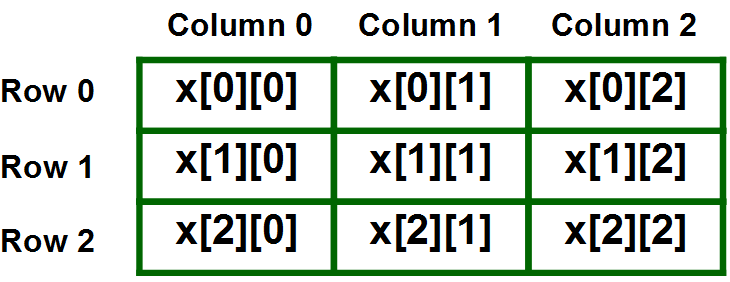 Column 0 Column 1 Column 2
Row 0 x[0][0] x[0][1] x[0][2]
Row 1 x[1][0] x[1][1] x[1][2]
Row 2 x[2][0] x[2][1] x[2][2]